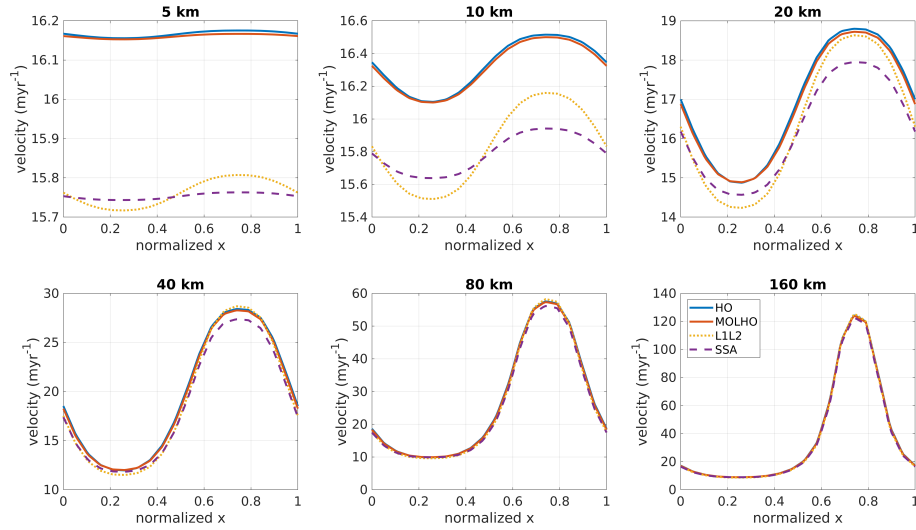 5 km
velocity (myr-1)
16.2
16.1
16
15.9
15.8
15.7
0 0.2 0.4 0.6 0.8 1
normalized x
10 km
velocity (myr-1)
16.6
16.4
16.2
16
15.8
15.6
15.4
0 0.2 0.4 0.6 0.8 1
normalized x
20 km
velocity (myr-1)
19
18
17
16
15
14
0 0.2 0.4 0.6 0.8 1
normalized x
40 km
velocity (myr-1)
30
25
20
15
10
0 0.2 0.4 0.6 0.8 1
normalized x
80 km
velocity (myr-1)
60
50
40
30
20
10
0
0 0.2 0.4 0.6 0.8 1
normalized x
160 km
velocity (myr-1)
140
120
100
80
60
40
20
0
HO
MOLHO
L1L2
SSA
0 0.2 0.4 0.6 0.8 1
normalized x